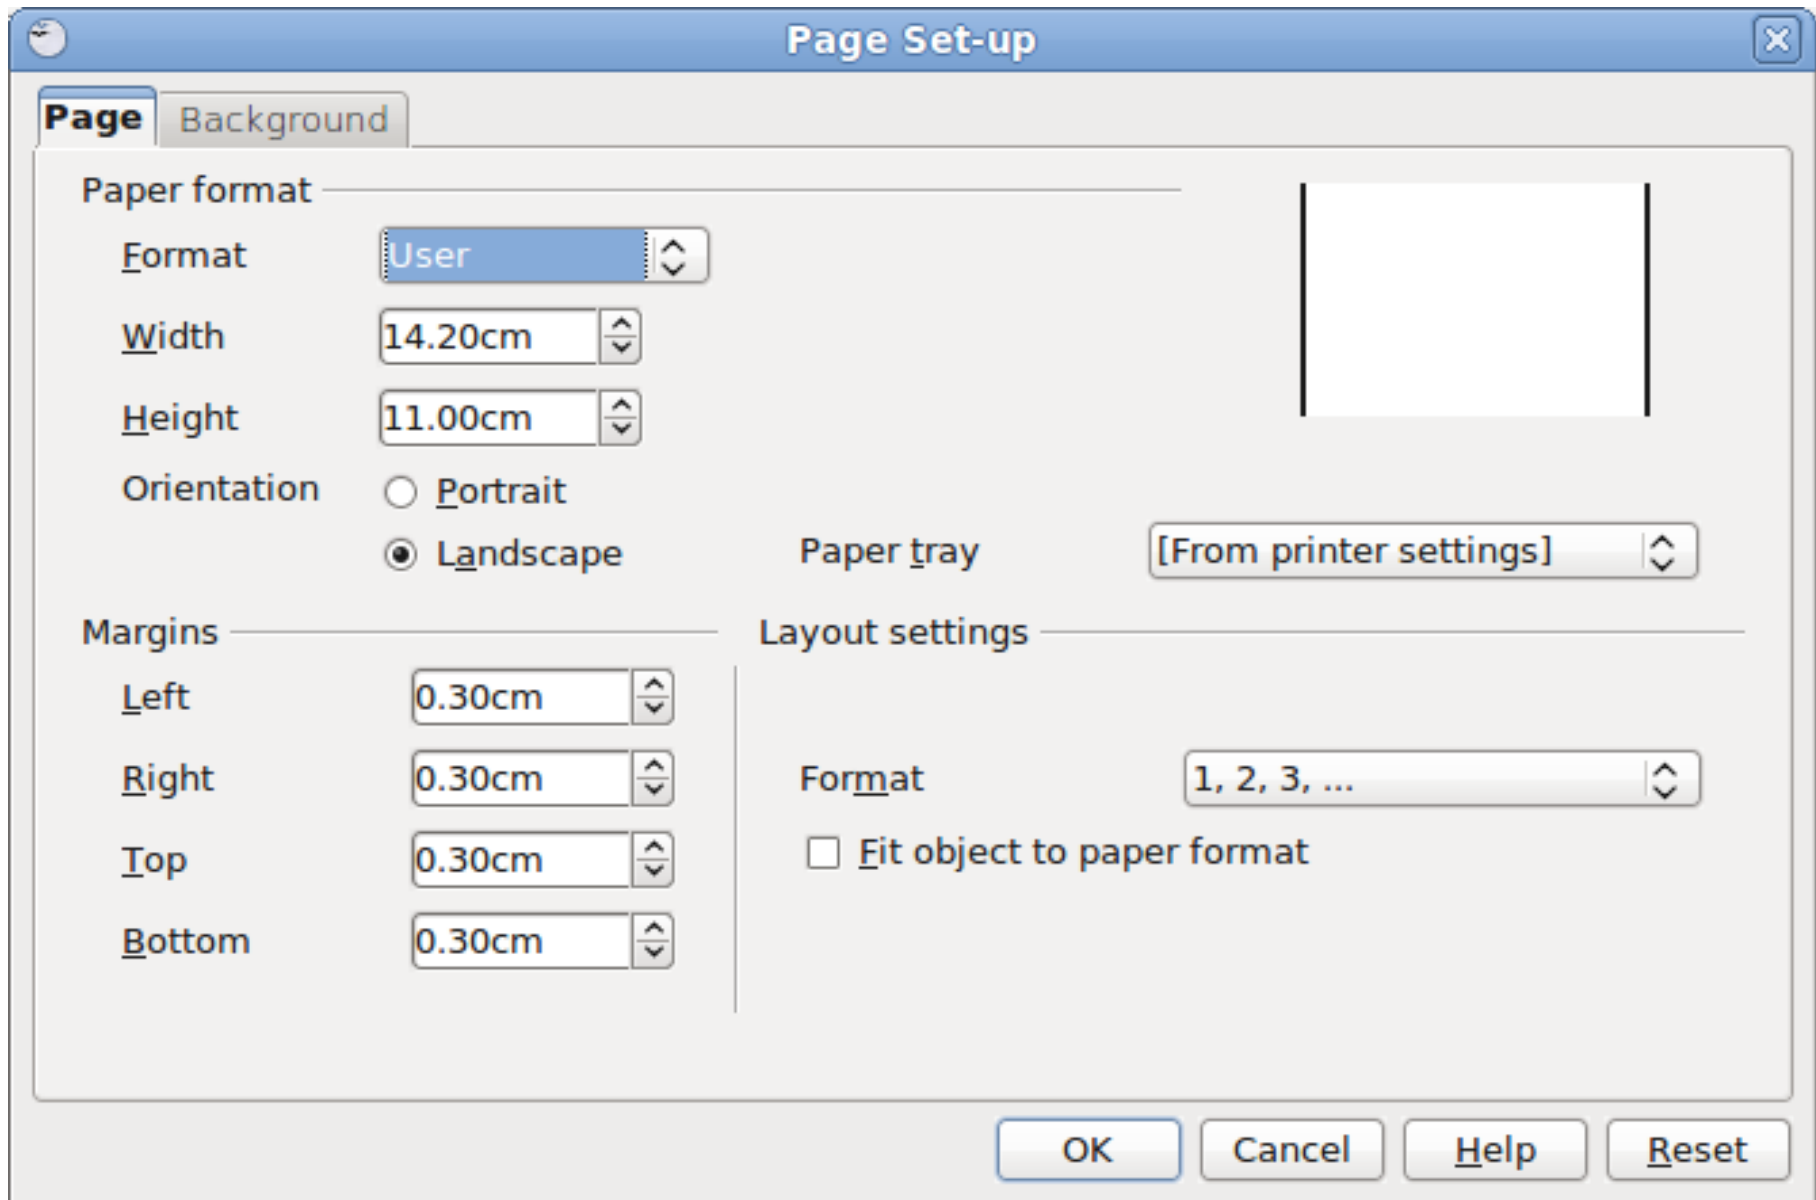 Page Set-up
Page Background
Paper format
Format User
Width 14.20cm
Height 11.00cm
Orientation Portrait
Landscape Paper tray [From printer settings]
Margins Layout settings
Left 0.30cm
Right 0.30cm Format 1, 2, 3, ...
Top 0.30cm Fit object to paper format
Bottom 0.30cm
OK Cancel Help Reset